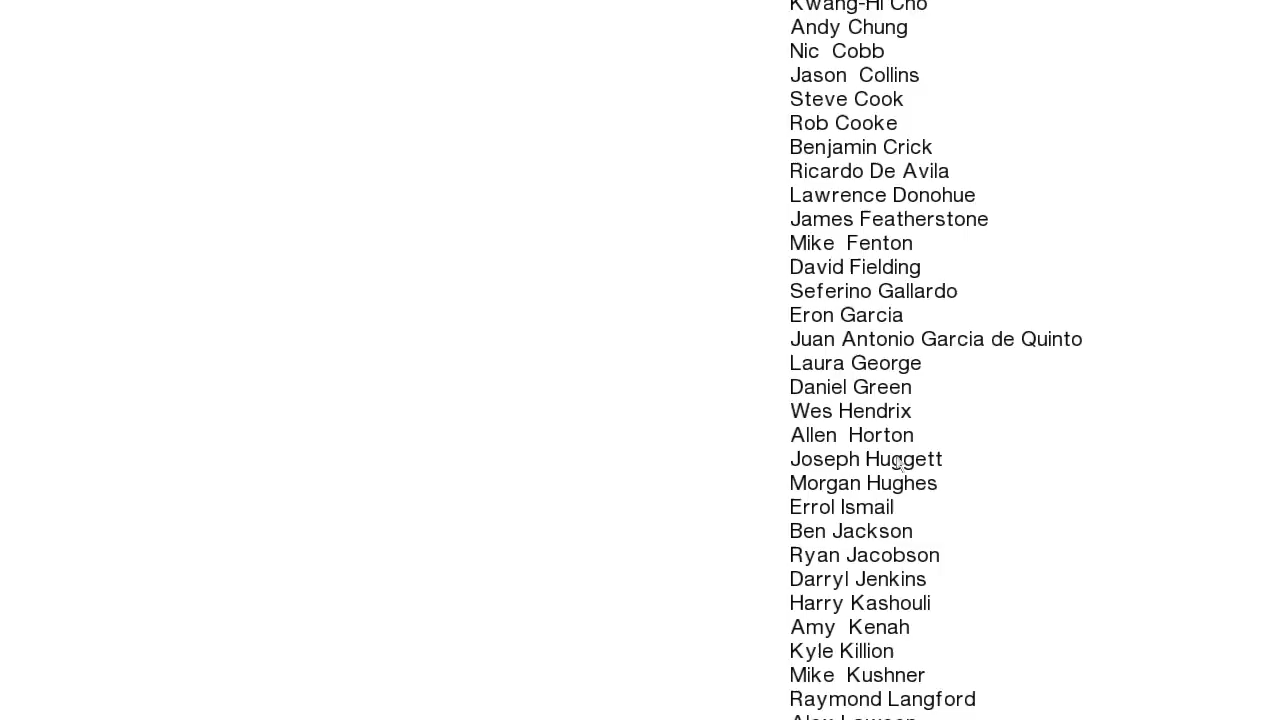 Kwang-Hi Cho
Andy Chung
Nic  Cobb
Jason  Collins
Steve Cook
Rob Cooke
Benjamin Crick
Ricardo De Avila
Lawrence Donohue
James Featherstone
Mike  Fenton
David Fielding
Seferino Gallardo
Eron Garcia
Juan Antonio Garcia de Quinto
Laura George
Daniel Green
Wes Hendrix
Allen  Horton
Joseph Huggett
Morgan Hughes
Errol Ismail
Ben Jackson
Ryan Jacobson
Darryl Jenkins
Harry Kashouli
Amy  Kenah
Kyle Killion
Mike  Kushner
Raymond Langford